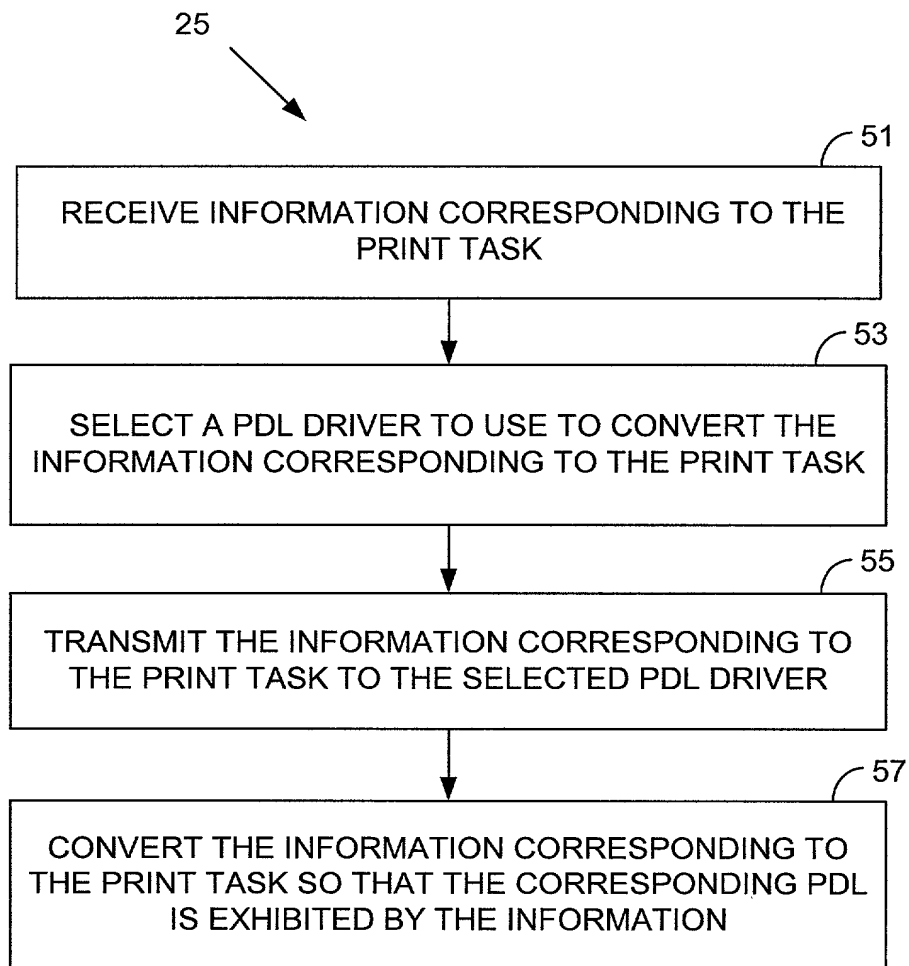 25
51
RECEIVE INFORMATION CORRESPONDING TO THE
PRINT TASK
53
SELECT A PDL DRIVER TO USE TO CONVERT THE
INFORMATION CORRESPONDING TO THE PRINT TASK
55
TRANSMIT THE INFORMATION CORRESPONDING TO
THE PRINT TASK TO THE SELECTED PDL DRIVER
57
CONVERT THE INFORMATION CORRESPONDING TO
THE PRINT TASK SO THAT THE CORRESPONDING PDL
IS EXHIBITED BY THE INFORMATION